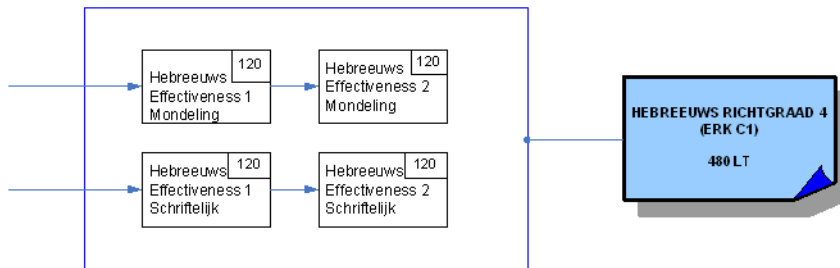 120
Hebreeuws
Effectiveness 1
Mondeling
120
Hebreeuws
Effectiveness 2
Mondeling
HEBREEUWS RICHTGRAAD 4
(ERK C1)
480 LT
120
Hebreeuws
Effectiveness 1
Schriftelijk
120
Hebreeuws
Effectiveness 2
Schriftelijk